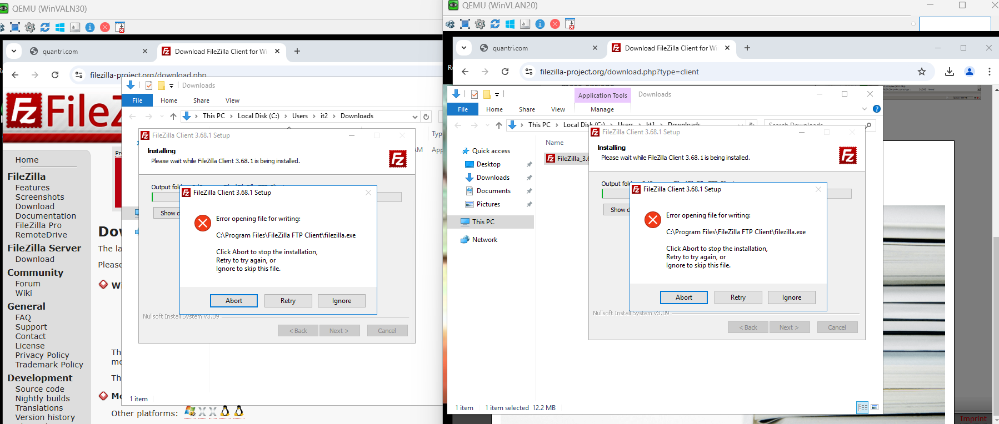 QEMU (WinVALN30)
quantri.com
Download FileZilla Client for Wi
filezilla-project.org/download.php
FileZ
Home
FileZilla
Features
Screenshots
Download
Documentation
FileZilla Pro
RemoteDrive
FileZilla Server
Download
Community
Forum
Wiki
General
FAQ
Support
Contact
License
Privacy Policy
Trademark Policy
Development
Source code
Nightly builds
Translations
Version history
Pr
Dow
The la
Please
Wi
Th
mo
Th
Mo
Other platforms:
Downloads
File
Home
Share
View
This PC > Local Disk (C:) > Users > it2 > Downloads
Typ
AM
App
1 item
FileZilla Client 3.68.1 Setup
Installing
Please wait while FileZilla Client 3.68.1 is being installed.
Output fold
Show d
Nullsoft Install System v3.09
< Back
Next >
Cancel
FileZilla Client 3.68.1 Setup
Error opening file for writing:
C:\Program Files\FileZilla FTP Client\filezilla.exe
Click Abort to stop the installation,
Retry to try again, or
Ignore to skip this file.
Abort
Retry
Ignore
QEMU (WinVLAN20)
quantri.com
Download FileZilla Client for Wi
filezilla-project.org/download.php?type=client
more options
Application Tools
Downloads
File
Home
Share
View
Manage
This PC > Local Disk (C:) > Users > kt1 > Downloads
Search Downloads
Quick access
Desktop
Downloads
Documents
Pictures
This PC
Network
Name
FileZilla_3.6
1 item
1 item selected 12.2 MB
FileZilla Client 3.68.1 Setup
Installing
Please wait while FileZilla Client 3.68.1 is being installed.
Output fold
Show d
Nullsoft Install System v3.09
< Back
Next >
Cancel
FileZilla Client 3.68.1 Setup
Error opening file for writing:
C:\Program Files\FileZilla FTP Client\filezilla.exe
Click Abort to stop the installation,
Retry to try again, or
Ignore to skip this file.
Abort
Retry
Ignore
Imprint